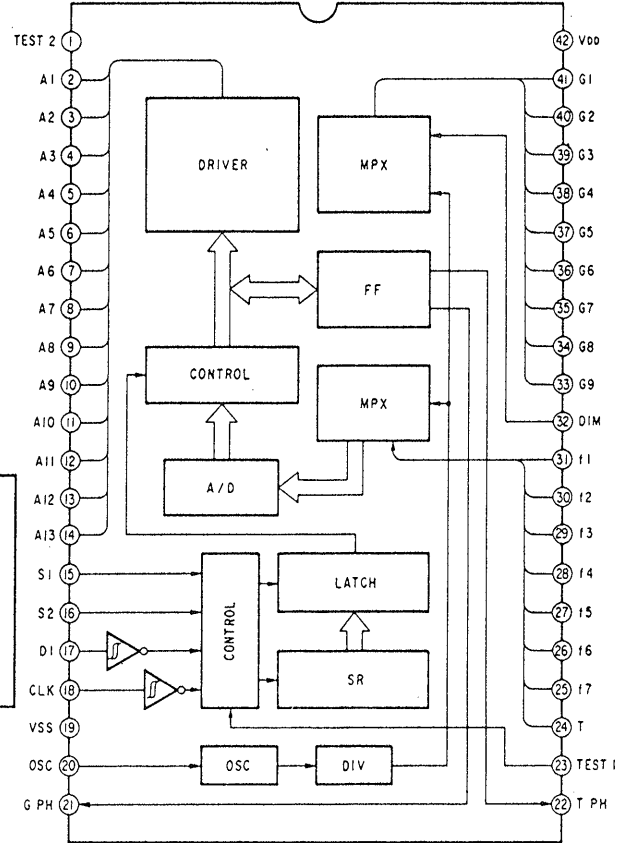 TEST 2 1
A1 2
A2 3
A3 4
A4 5
A5 6
A6 7
A7 8
A8 9
A9 10
A10 11
A11 12
A12 13
A13 14
S1 15
S2 16
DI 17
CLK 18
VSS 19
OSC 20
G PH 21
DRIVER
MPX
FF
CONTROL
MPX
A/D
LATCH
CONTROL
SR
OSC
DIV
42 VDD
41 G1
40 G2
39 G3
38 G4
37 G5
36 G6
35 G7
34 G8
33 G9
32 DIM
31 f1
30 f2
29 f3
28 f4
27 f5
26 f6
25 f7
24 T
23 TEST 1
22 T PH